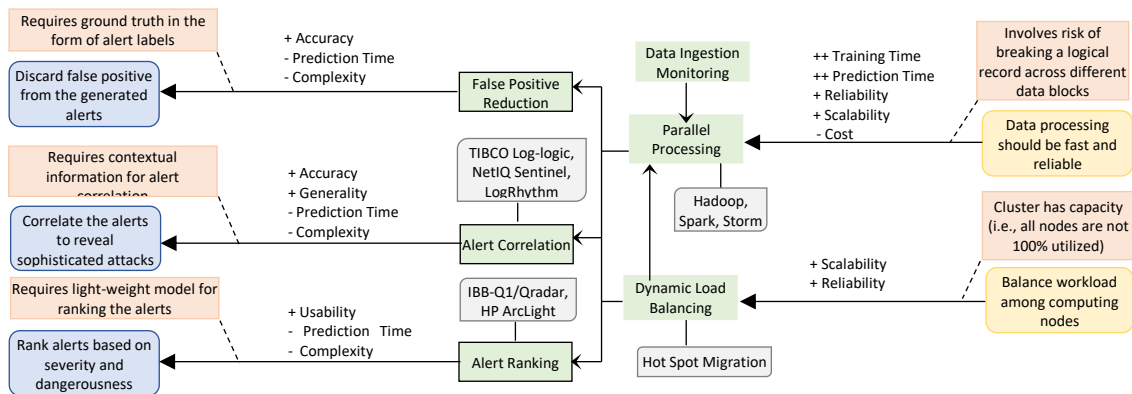 Requires ground truth in the
form of alert labels
Discard false positive
from the generated
alerts
+ Accuracy
- Prediction Time
- Complexity
False Positive
Reduction
Requires contextual
information for alert
correlation
Correlate the alerts
to reveal
sophisticated attacks
+ Accuracy
+ Generality
- Prediction Time
- Complexity
TIBCO Log-logic,
NetIQ Sentinel,
LogRhythm
Alert Correlation
Requires light-weight model for
ranking the alerts
Rank alerts based on
severity and
dangerousness
+ Usability
- Prediction Time
- Complexity
IBB-Q1/Qradar,
HP ArcLight
Alert Ranking
Data Ingestion
Monitoring
Parallel
Processing
Hadoop,
Spark, Storm
Dynamic Load
Balancing
Hot Spot Migration
++ Training Time
++ Prediction Time
+ Reliability
+ Scalability
- Cost
Involves risk of
breaking a logical
record across different
data blocks
Data processing
should be fast and
reliable
+ Scalability
+ Reliability
Cluster has capacity
(i.e., all nodes are not
100% utilized)
Balance workload
among computing
nodes